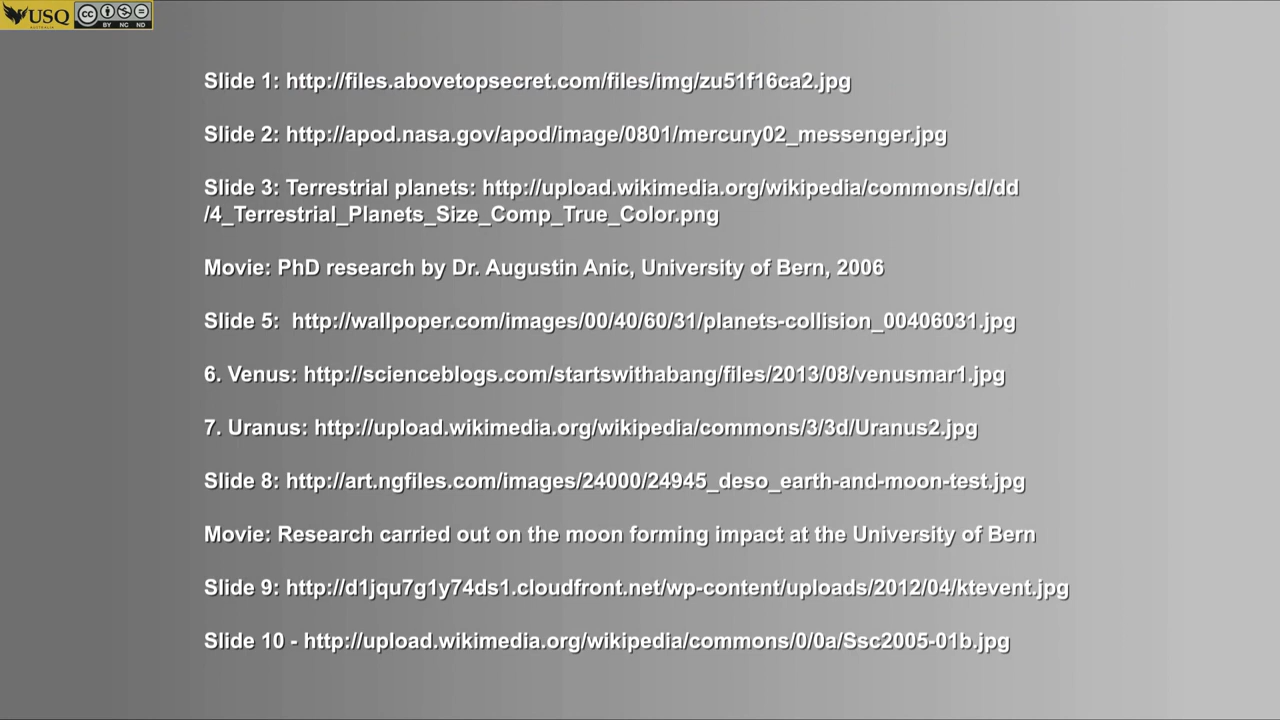 USQ
AUSTRALIA
cc
BY NC ND
Slide 1: http://files.abovetopsecret.com/files/img/zu51f16ca2.jpg
Slide 2: http://apod.nasa.gov/apod/image/0801/mercury02_messenger.jpg
Slide 3: Terrestrial planets: http://upload.wikimedia.org/wikipedia/commons/d/dd
/4_Terrestrial_Planets_Size_Comp_True_Color.png
Movie: PhD research by Dr. Augustin Anic, University of Bern, 2006
Slide 5:  http://wallpoper.com/images/00/40/60/31/planets-collision_00406031.jpg
6. Venus: http://scienceblogs.com/startswithabang/files/2013/08/venusmar1.jpg
7. Uranus: http://upload.wikimedia.org/wikipedia/commons/3/3d/Uranus2.jpg
Slide 8: http://art.ngfiles.com/images/24000/24945_deso_earth-and-moon-test.jpg
Movie: Research carried out on the moon forming impact at the University of Bern
Slide 9: http://d1jqu7g1y74ds1.cloudfront.net/wp-content/uploads/2012/04/ktevent.jpg
Slide 10 - http://upload.wikimedia.org/wikipedia/commons/0/0a/Ssc2005-01b.jpg